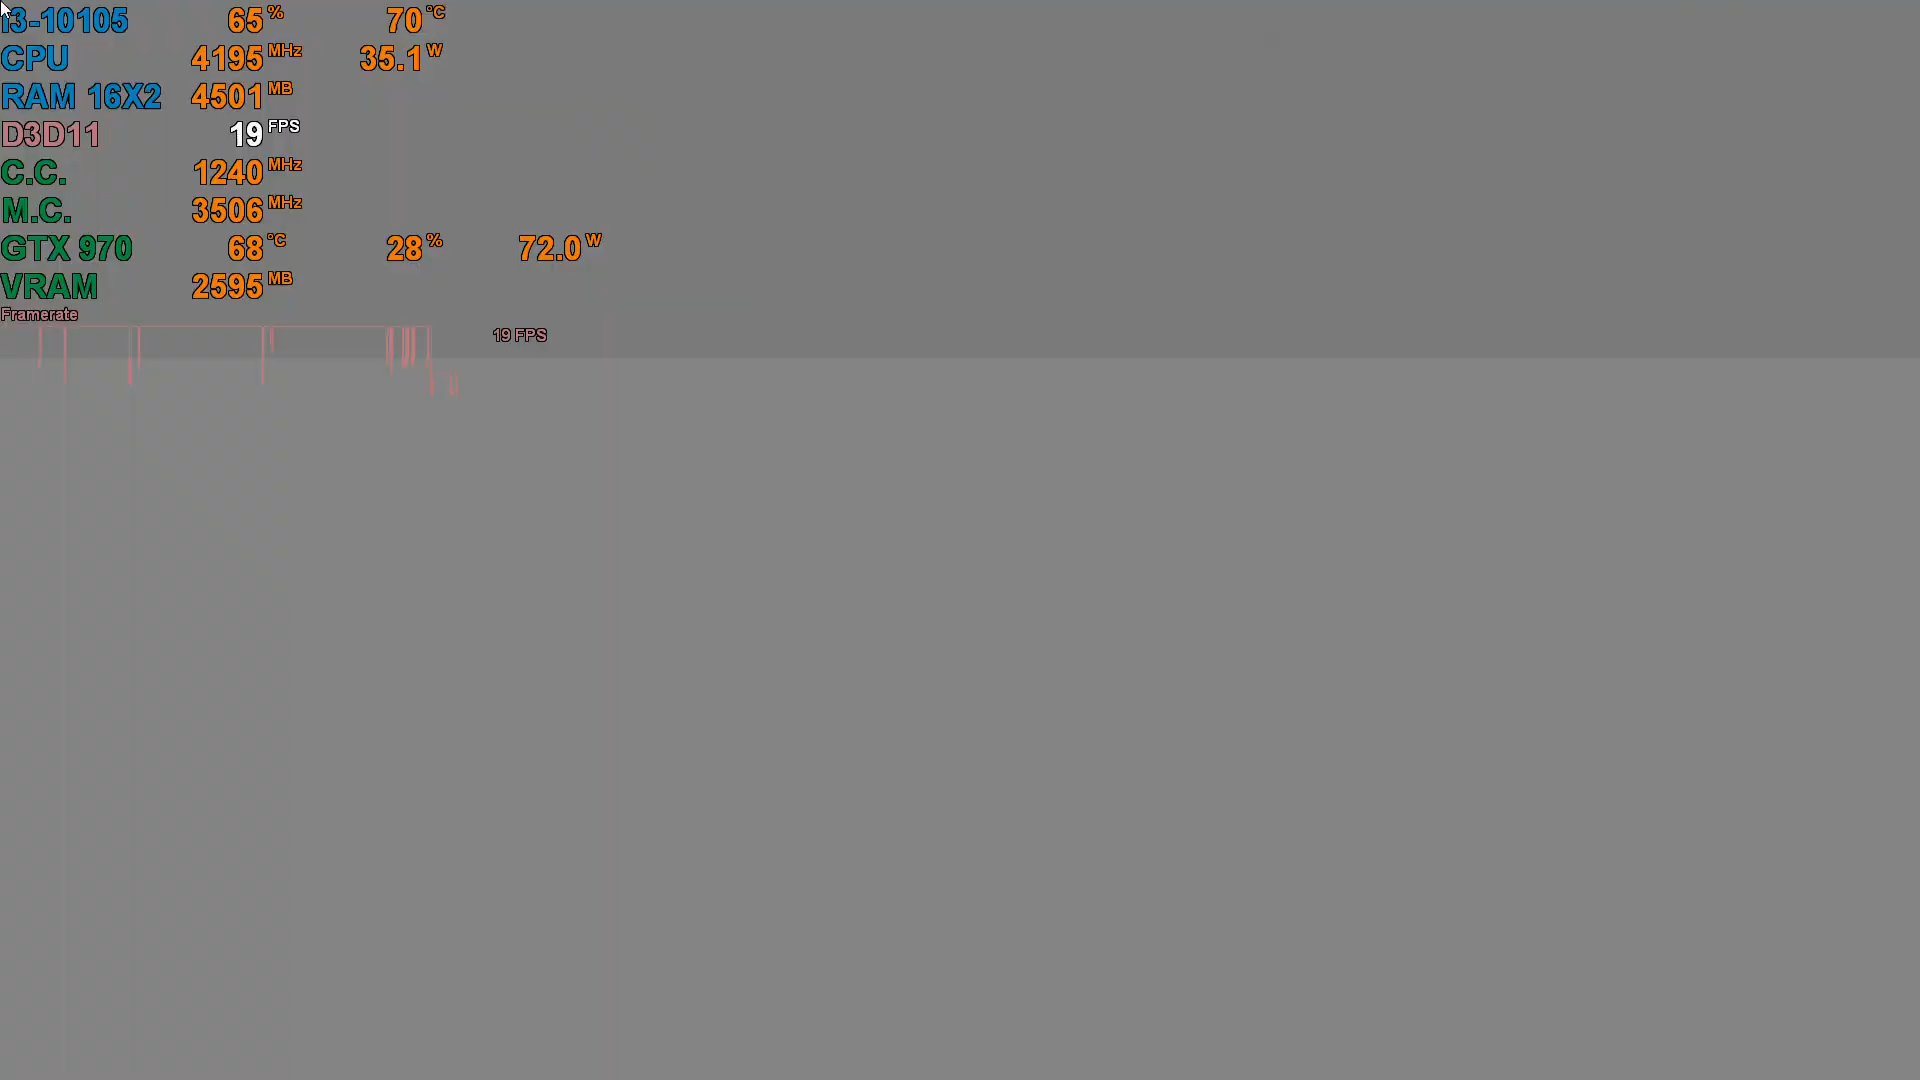 i3-10105 65 % 70 °C
CPU 4195 MHz 35.1 W
RAM 16X2 4501 MB
D3D11 19 FPS
C.C. 1240 MHz
M.C. 3506 MHz
GTX 970 68 °C 28 % 72.0 W
VRAM 2595 MB
Framerate
19 FPS